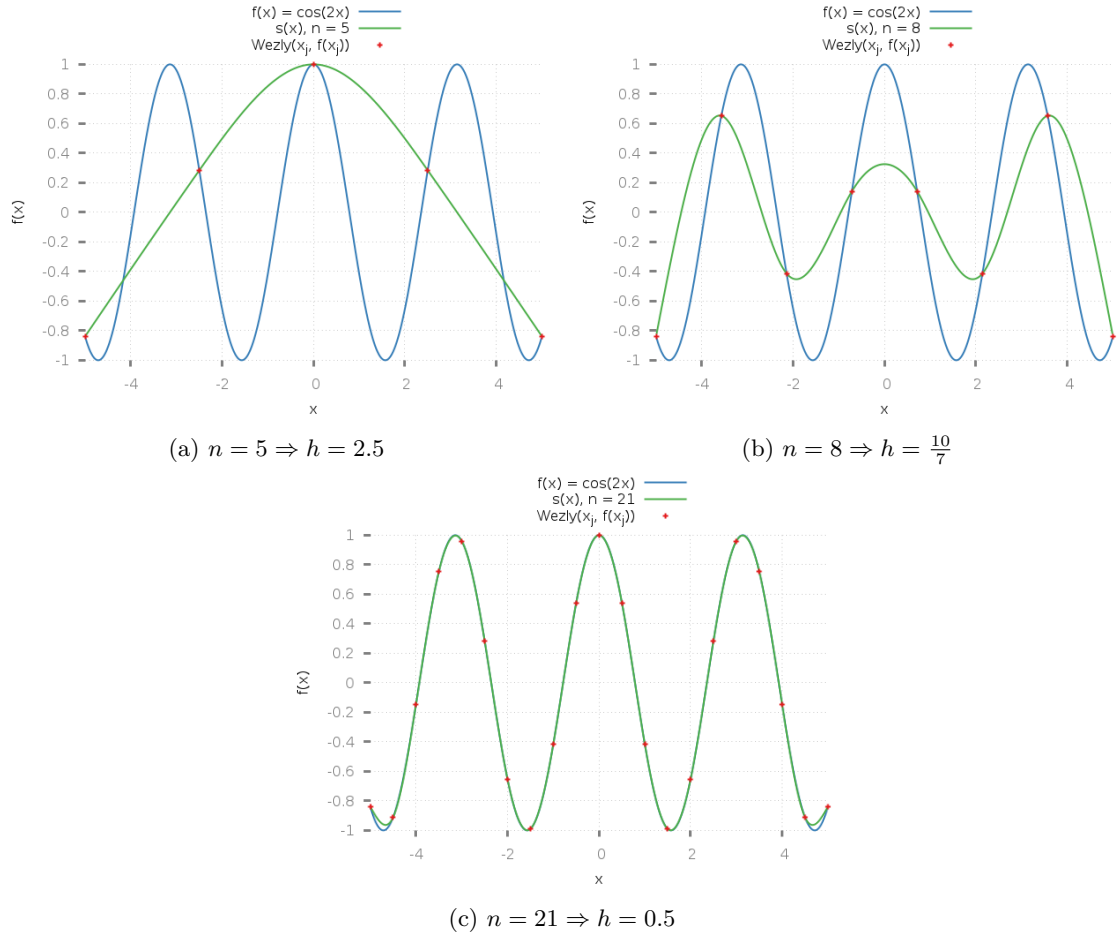 f(x) = cos(2x)
s(x), n = 5
Wezly(x_j, f(x_j))
1
0.8
0.6
0.4
0.2
0
-0.2
-0.4
-0.6
-0.8
-1
f(x)
-4 -2 0 2 4
x
(a) n = 5 ⇒ h = 2.5
f(x) = cos(2x)
s(x), n = 8
Wezly(x_j, f(x_j))
1
0.8
0.6
0.4
0.2
0
-0.2
-0.4
-0.6
-0.8
-1
f(x)
-4 -2 0 2 4
x
(b) n = 8 ⇒ h = 10/7
f(x) = cos(2x)
s(x), n = 21
Wezly(x_j, f(x_j))
1
0.8
0.6
0.4
0.2
0
-0.2
-0.4
-0.6
-0.8
-1
f(x)
-4 -2 0 2 4
x
(c) n = 21 ⇒ h = 0.5